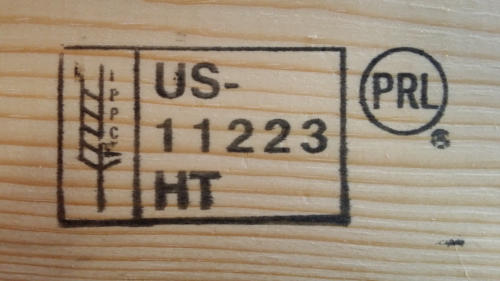 IPPC
US-
11223
HT
PRL
®